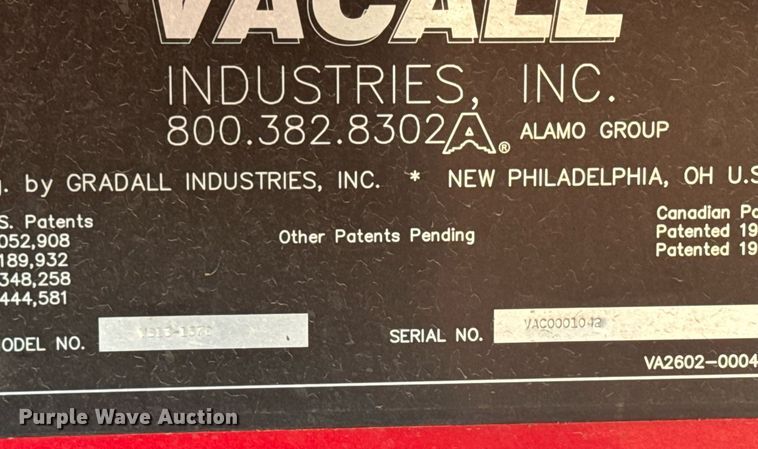 VACALL
INDUSTRIES, INC.
800.382.8302 A® ALAMO GROUP
g. by GRADALL INDUSTRIES, INC. * NEW PHILADELPHIA, OH U.S
S. Patents
052,908
189,932
348,258
444,581
Other Patents Pending
Canadian Pa
Patented 19
Patented 19
ODEL NO.
SERIAL NO. VAC0001042
VA2602-0004
Purple Wave Auction